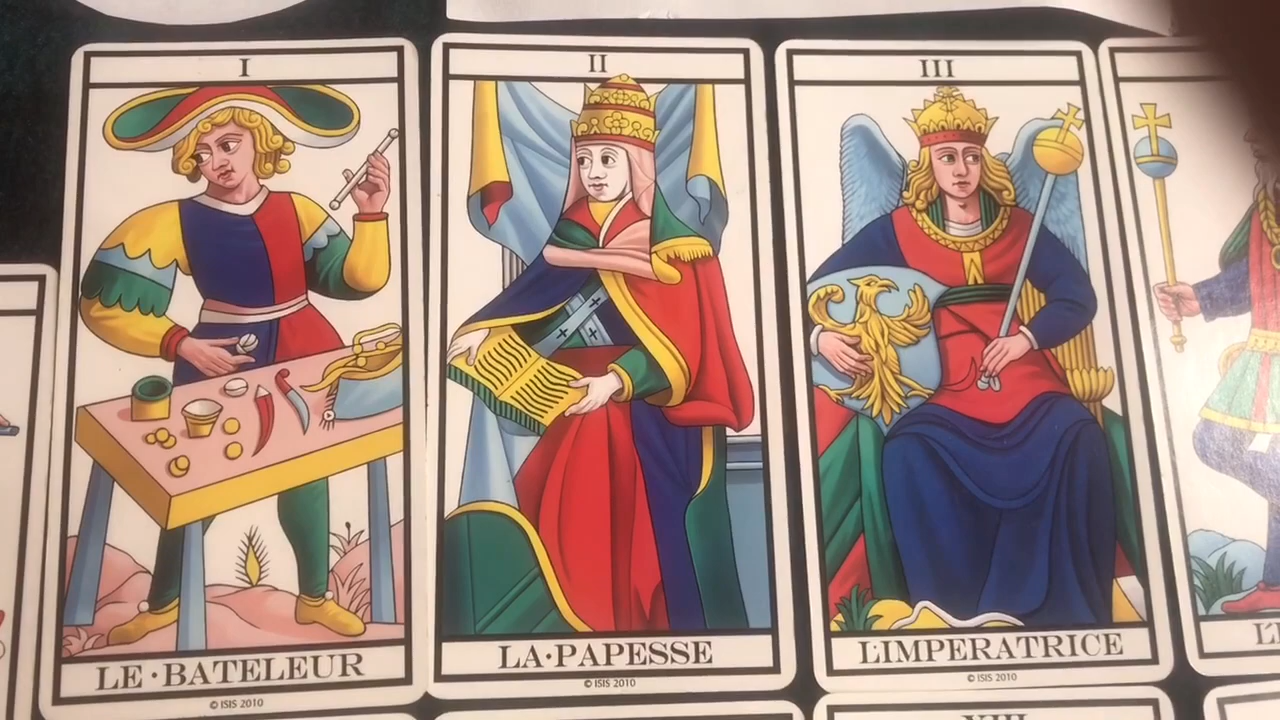 I
II
III
LE·BATELEUR
LA·PAPESSE
L'IMPERATRICE
© ISIS 2010
© ISIS 2010
© ISIS 2010